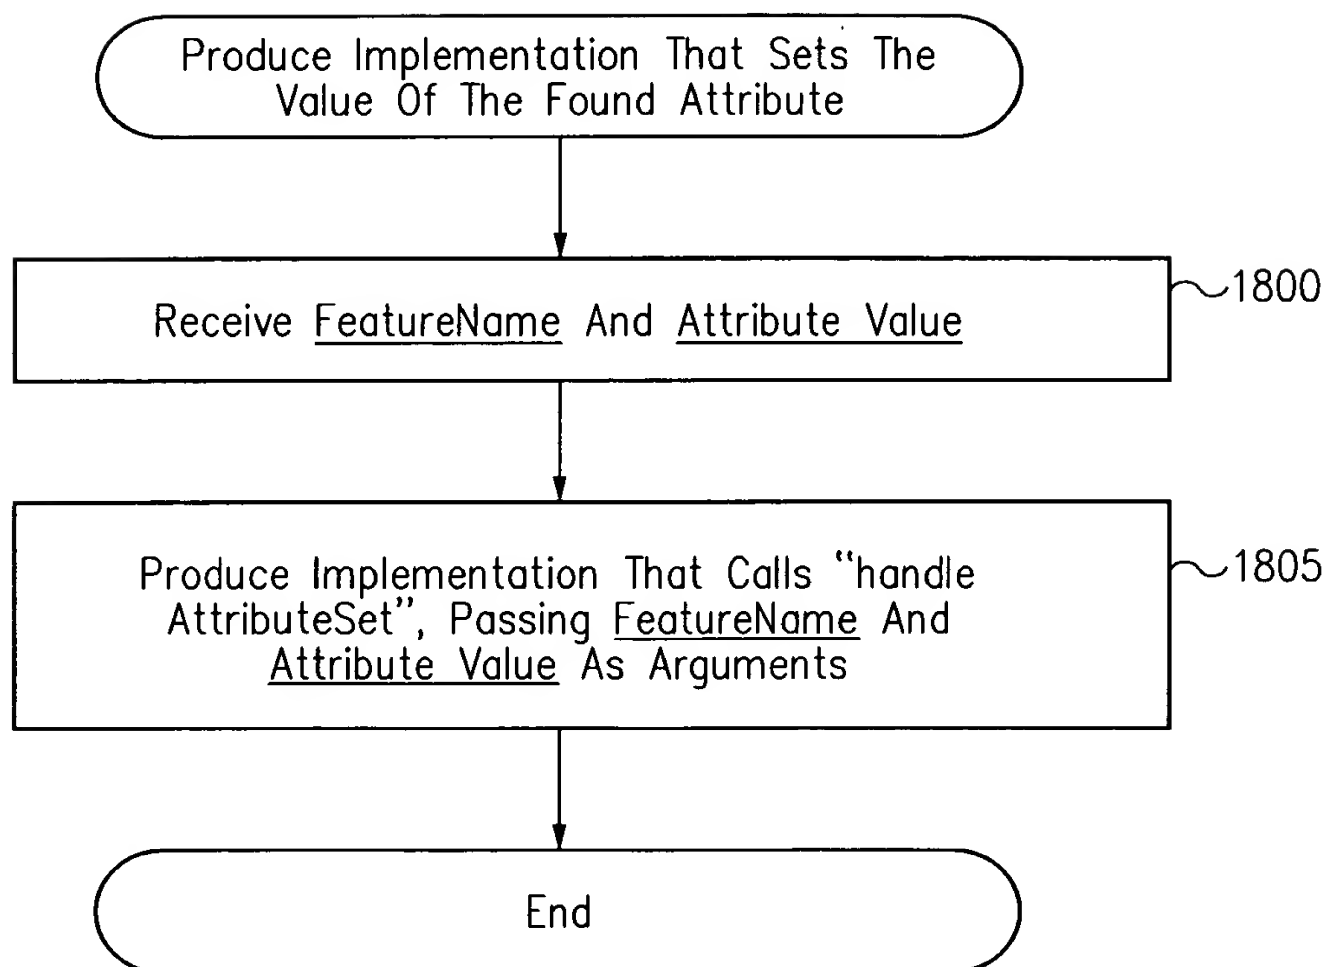 Produce Implementation That Sets The
Value Of The Found Attribute
Receive FeatureName And Attribute Value
1800
Produce Implementation That Calls “handle
AttributeSet”, Passing FeatureName And
Attribute Value As Arguments
1805
End